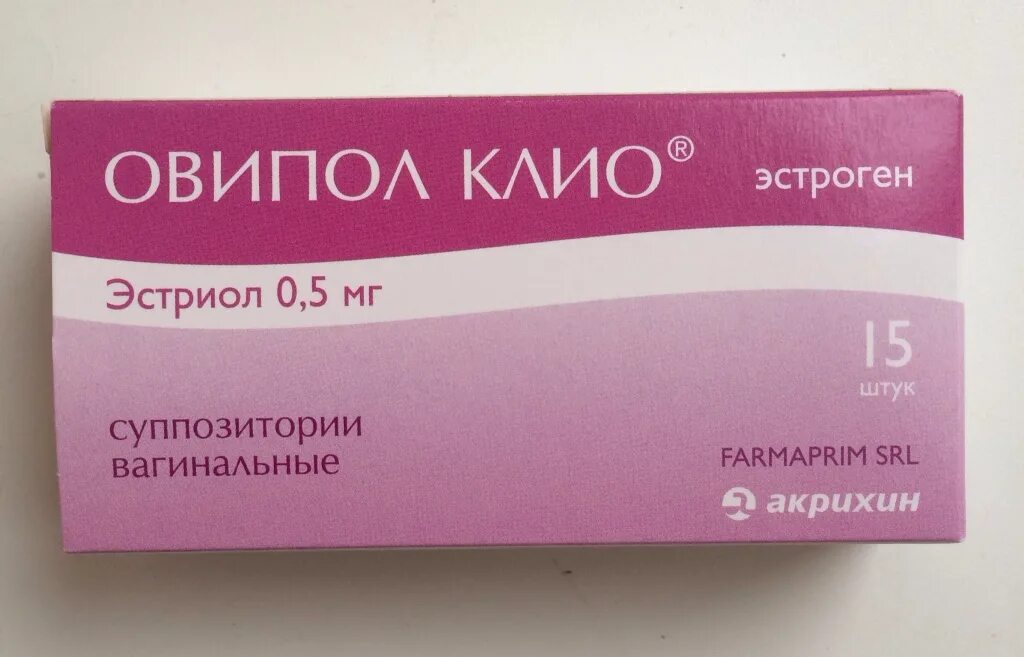 ОВИПОЛ КЛИО®
эстроген
Эстриол 0,5 мг
15
штук
суппозитории
вагинальные
FARMAPRIM SRL
акрихин